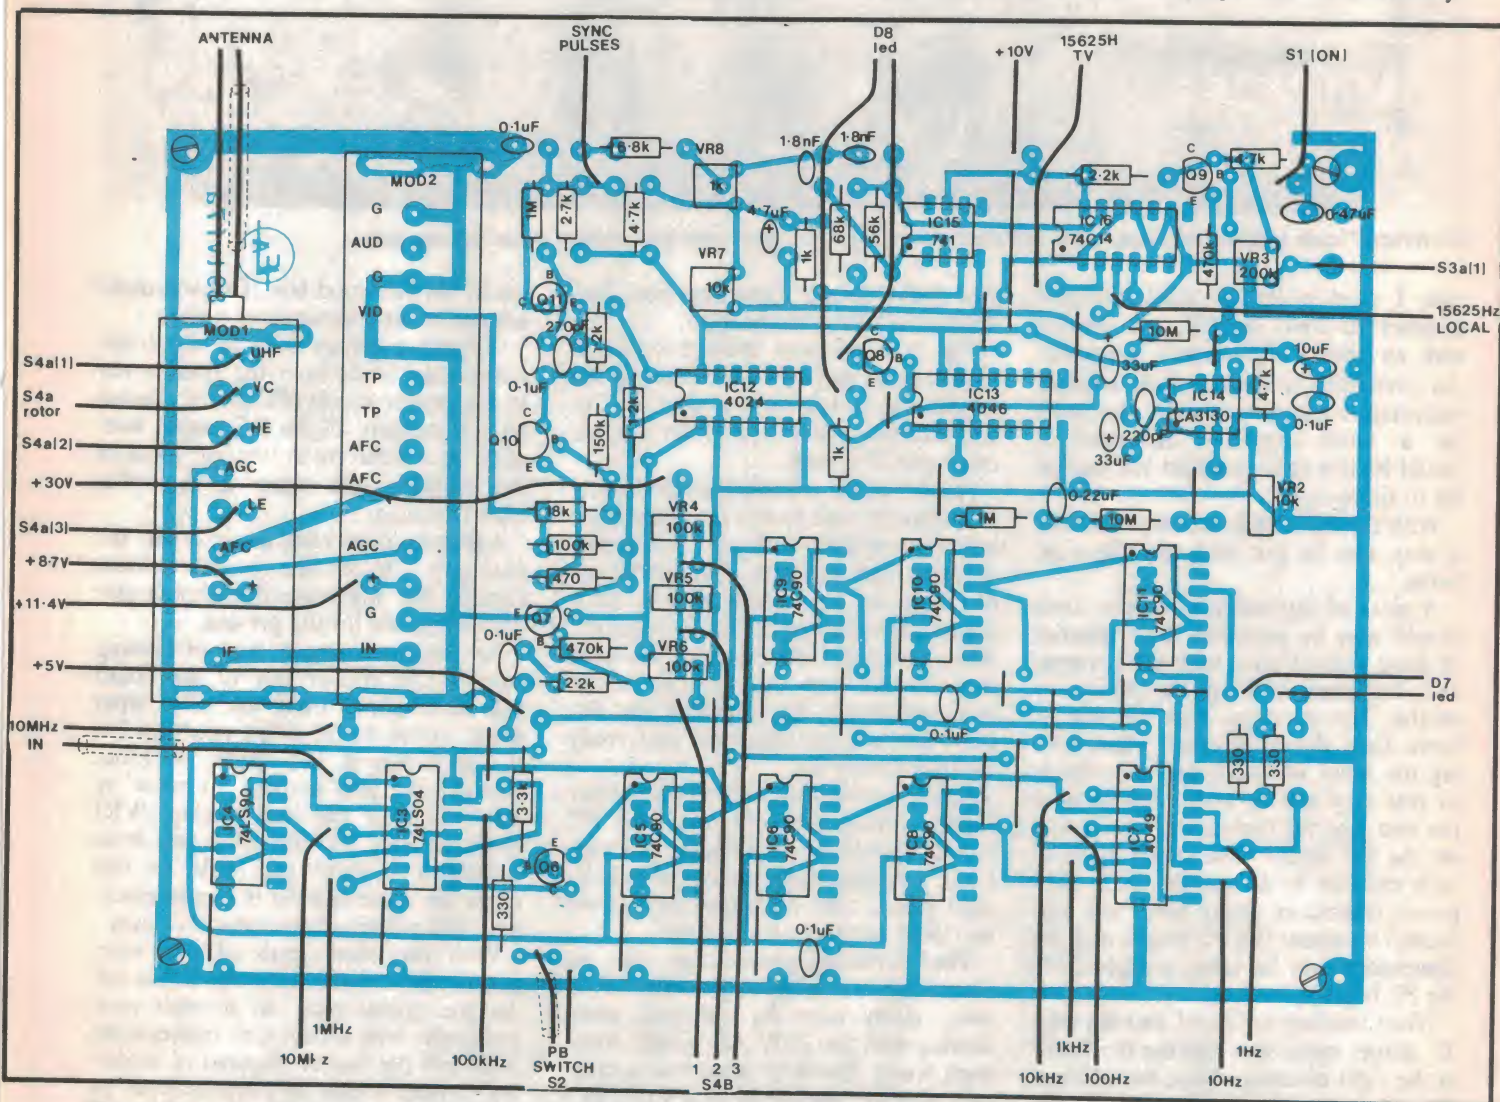 ANTENNA
SYNC
PULSES
D8
led
+10V
15625H
TV
S1 (ON)
0·1uF
6·8k
VR8
1k
1·8nF
1·8nF
2·2k
C
Q9
B
E
4·7k
0·47uF
MOD2
G
AUD
G
VID
TP
TP
AFC
AFC
AGC
+
G
IN
EV
1M
2·7k
4·7k
4·7uF
1k
68k
56k
IC15
741
IC16
74C14
470k
VR3
200k
S3a(1)
VR7
10k
B
C
Q11
E
270pF
0·1uF
C
Q8
B
E
10M
15625Hz
LOCAL
MOD1
UHF
VC
HE
AGC
LE
AFC
+
IF
S4a(1)
S4a
rotor
S4a(2)
+30V
S4a(3)
+8·7V
+11·4V
+5V
10MHz
IN
IC12
4024
IC13
4046
33uF
10uF
IC14
CA3130
4·7k
0·1uF
220pF
33uF
C
Q10
B
E
150k
1k
VR2
10k
0·22uF
1M
10M
18k
100k
470
VR4
100k
VR5
100k
VR6
100k
E
Q7
C
B
0·1uF
470k
2·2k
IC9
74C90
IC10
74C90
IC11
74C90
0·1uF
D7
led
330
330
IC4
74LS90
IC3
74LS04
3·3k
B
Q6
E
C
330
IC5
74C90
IC6
74C90
IC8
74C90
IC7
4049
0·1uF
10MHz
1MHz
100kHz
PB
SWITCH
S2
1 2 3
S4B
10kHz
1kHz
100Hz
10Hz
1Hz